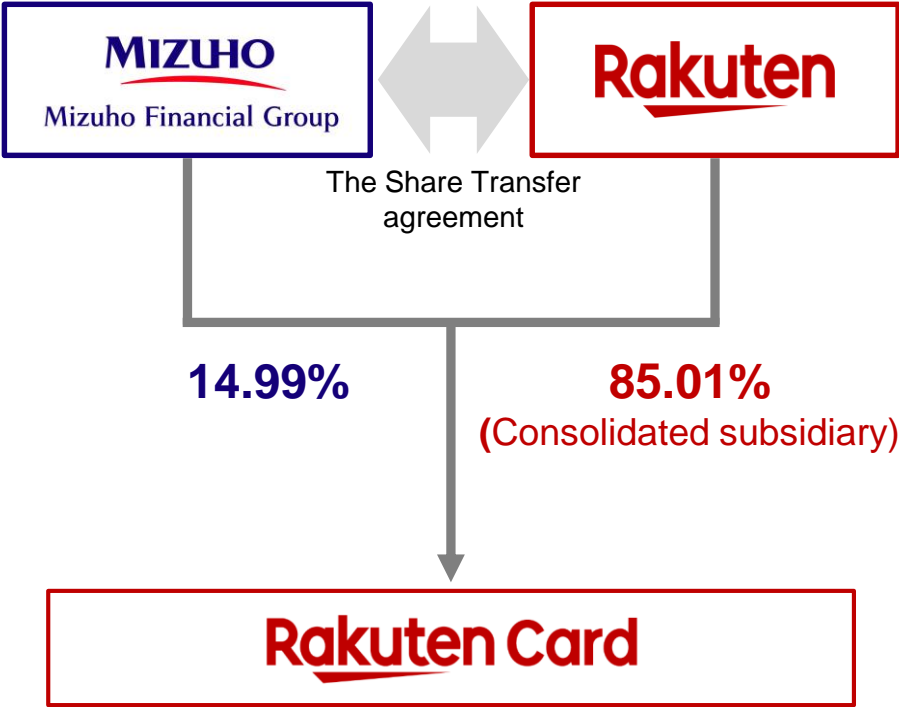 MIZUHO
Mizuho Financial Group
Rakuten
The Share Transfer
agreement
14.99%
85.01%
(Consolidated subsidiary)
Rakuten Card